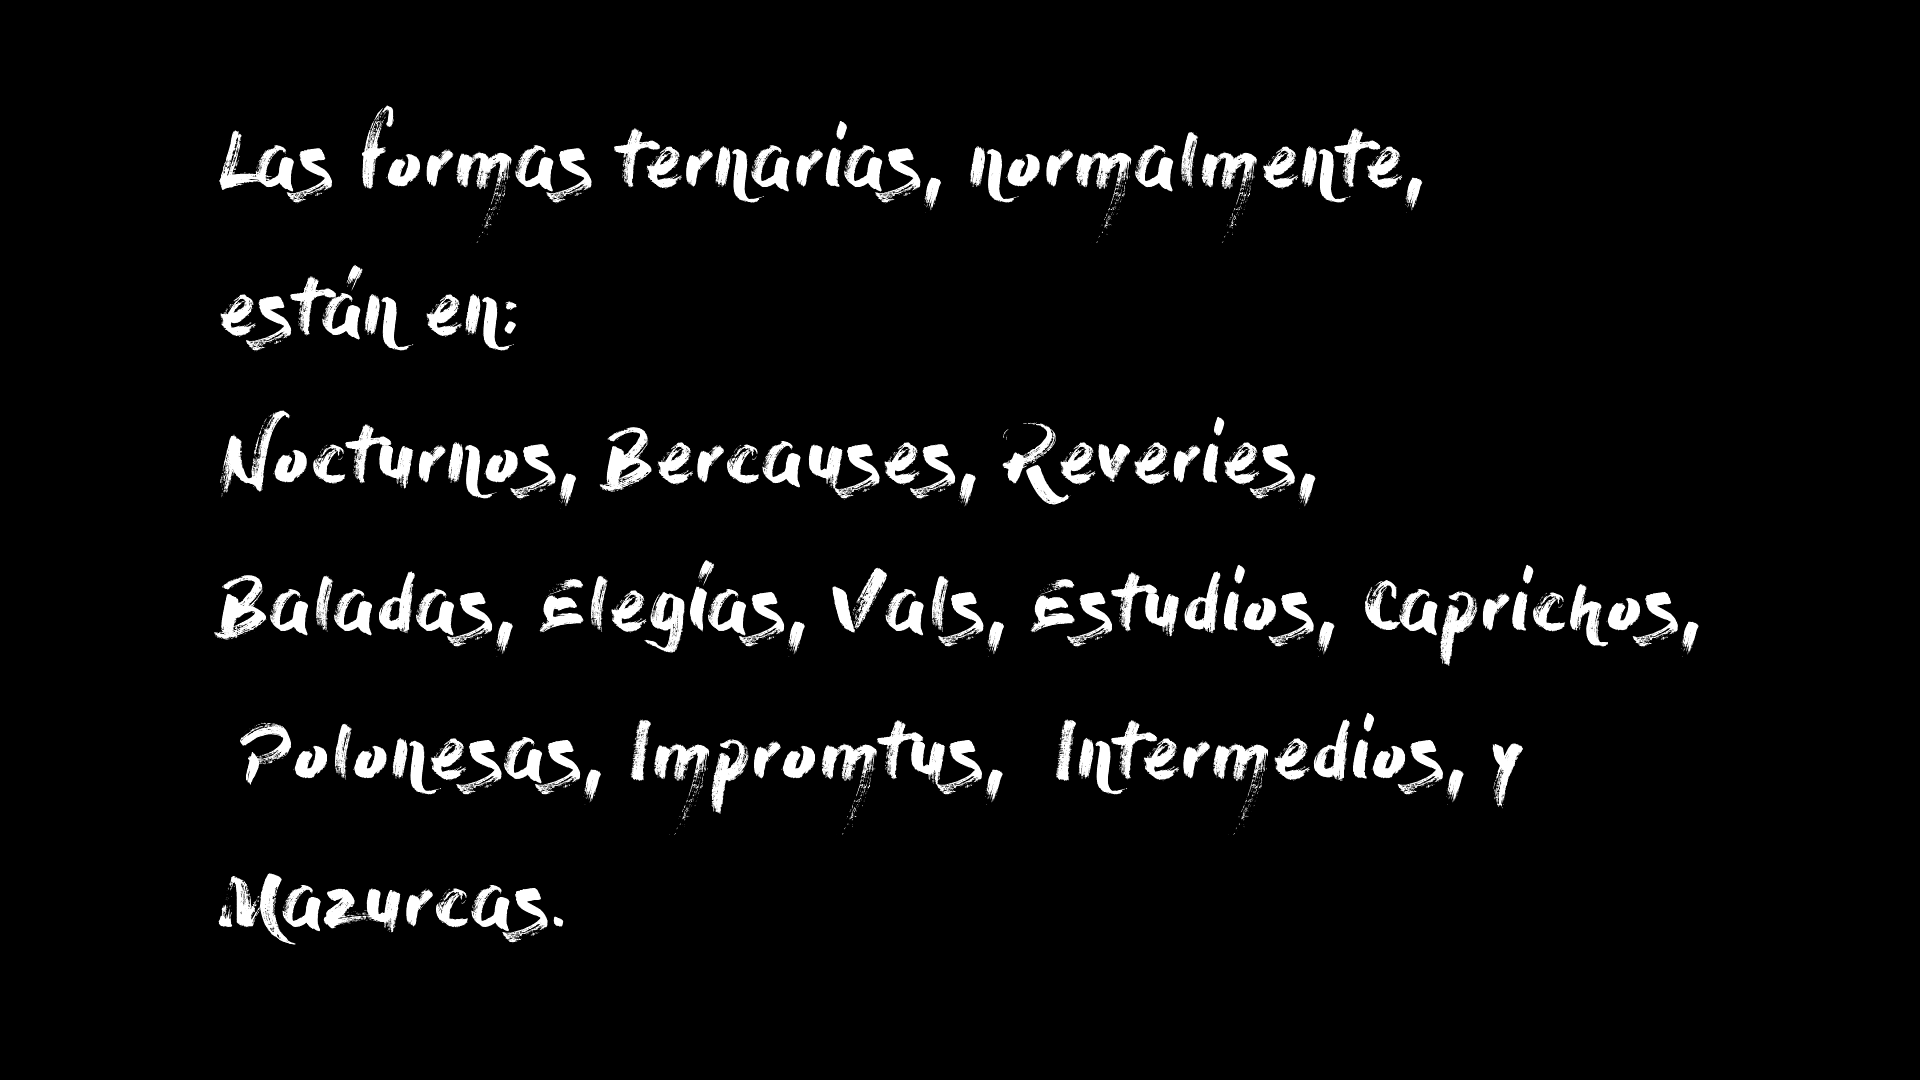 Las formas ternarias, normalmente,
están en:
Nocturnos, Bercauses, Reveries,
Baladas, Elegías, Vals, Estudios, Caprichos,
Polonesas, Impromtus, Intermedios, y
Mazurcas.